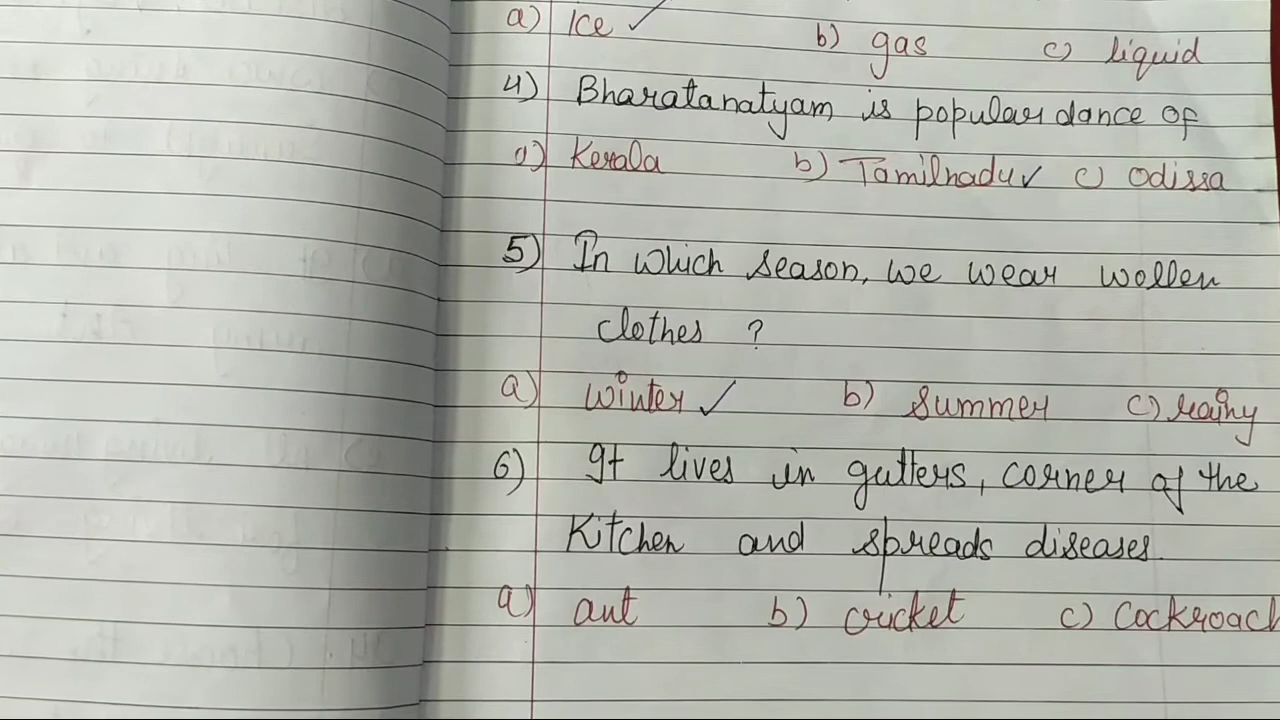 a) Ice ✓ b) gas c) liquid
4) Bharatanatyam is popular dance of
a) Kerala b) Tamilnadu ✓ c) Odissa
5) In which season, we wear wollen
clothes ?
a) winter ✓ b) summer c) rainy
6) It lives in gutters, corner of the
Kitchen and spreads diseases.
a) ant b) cricket c) Cockroach